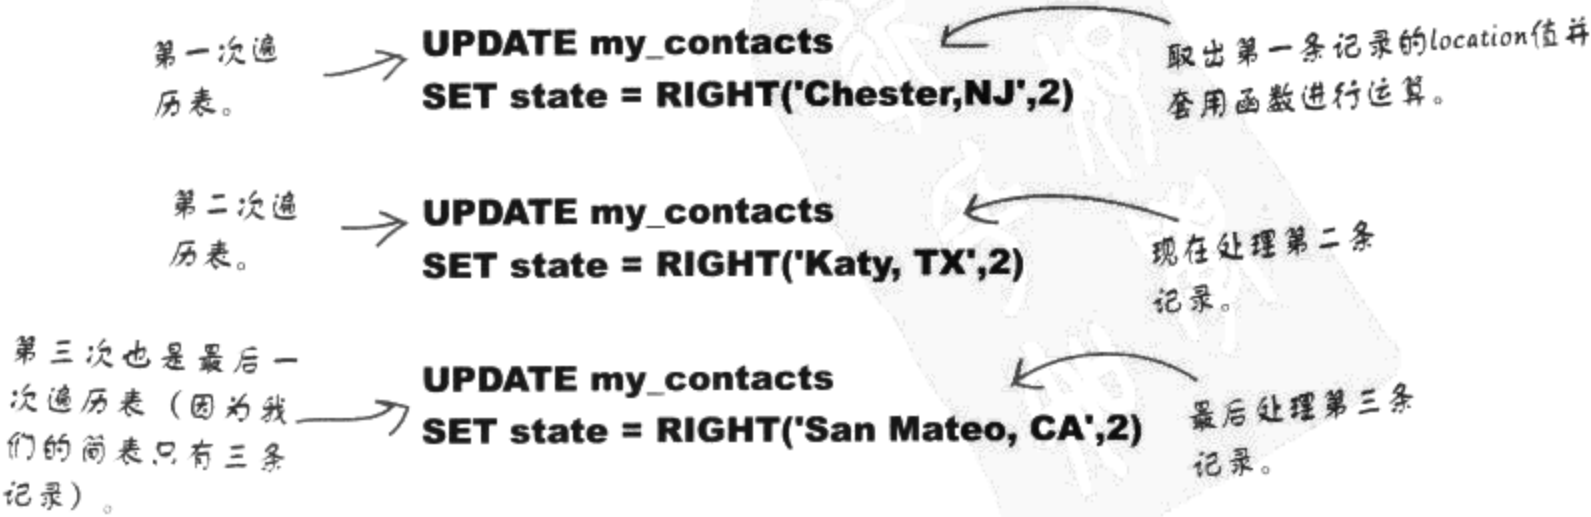 第一次遍
历表。
UPDATE my_contacts
SET state = RIGHT('Chester,NJ',2)
取出第一条记录的location值并
套用函数进行运算。
第二次遍
历表。
UPDATE my_contacts
SET state = RIGHT('Katy, TX',2)
现在处理第二条
记录。
第三次也是最后一
次遍历表（因为我
们的简表只有三条
记录）。
UPDATE my_contacts
SET state = RIGHT('San Mateo, CA',2)
最后处理第三条
记录。